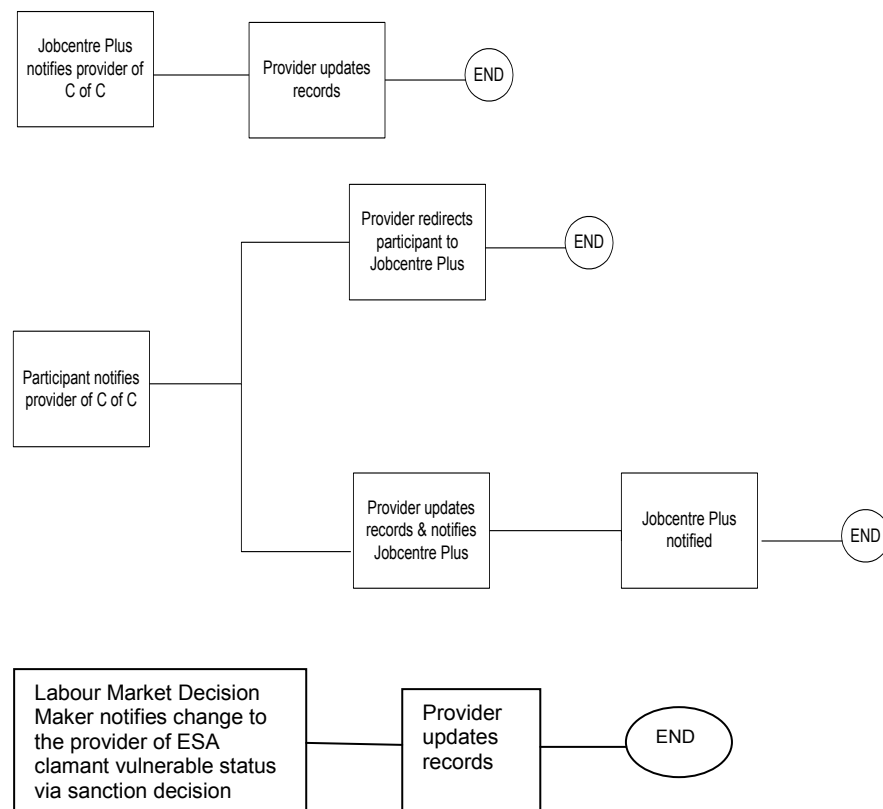 Jobcentre Plus
notifies provider of
C of C
Provider updates
records
END
Provider redirects
participant to
Jobcentre Plus
END
Participant notifies
provider of C of C
Provider updates
records & notifies
Jobcentre Plus
Jobcentre Plus
notified
END
Labour Market Decision
Maker notifies change to
the provider of ESA
clamant vulnerable status
via sanction decision
Provider
updates
records
END